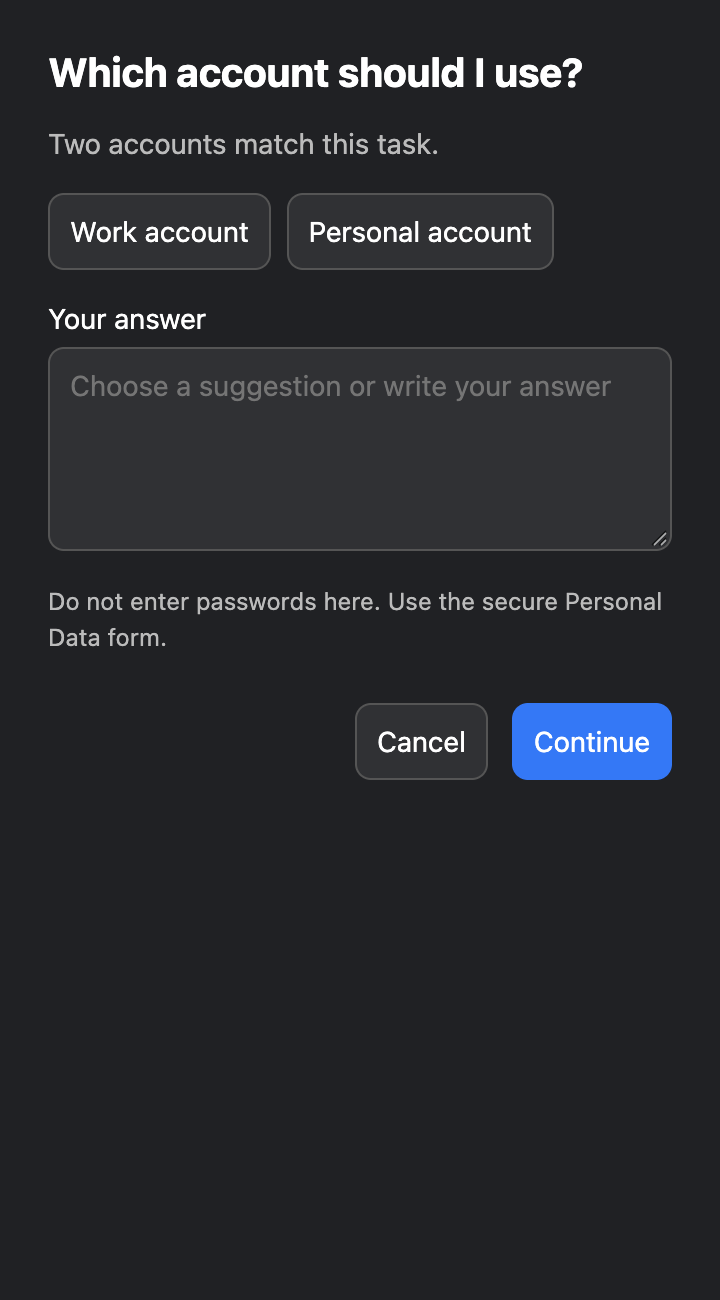 Which account should I use?
Two accounts match this task.
Work account
Personal account
Your answer
Choose a suggestion or write your answer
Do not enter passwords here. Use the secure Personal
Data form.
Cancel
Continue